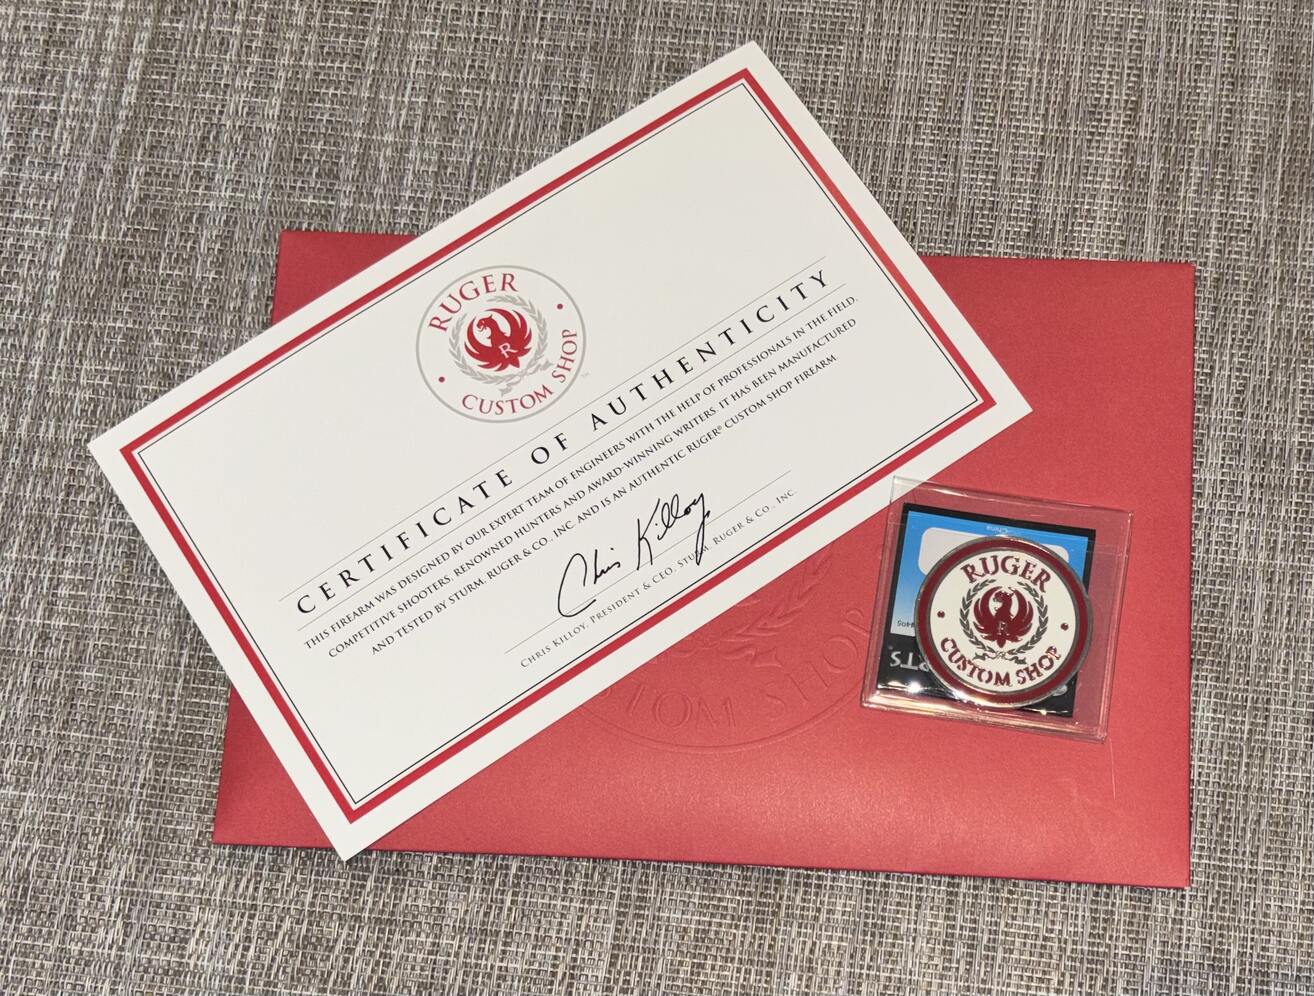 RUGER
R
CUSTOM SHOP
CERTIFICATE OF AUTHENTICITY
THIS FIREARM WAS DESIGNED BY OUR EXPERT TEAM OF ENGINEERS WITH THE HELP OF PROFESSIONALS IN THE FIELD,
COMPETITIVE SHOOTERS, RENOWNED HUNTERS AND AWARD-WINNING WRITERS. IT HAS BEEN MANUFACTURED
AND TESTED BY STURM, RUGER & CO., INC. AND IS AN AUTHENTIC RUGER® CUSTOM SHOP FIREARM.
Chris Killoy
CHRIS KILLOY, PRESIDENT & CEO, STURM, RUGER & CO., INC.
China
RUGER
R
CUSTOM SHOP
CUSTOM SHOP